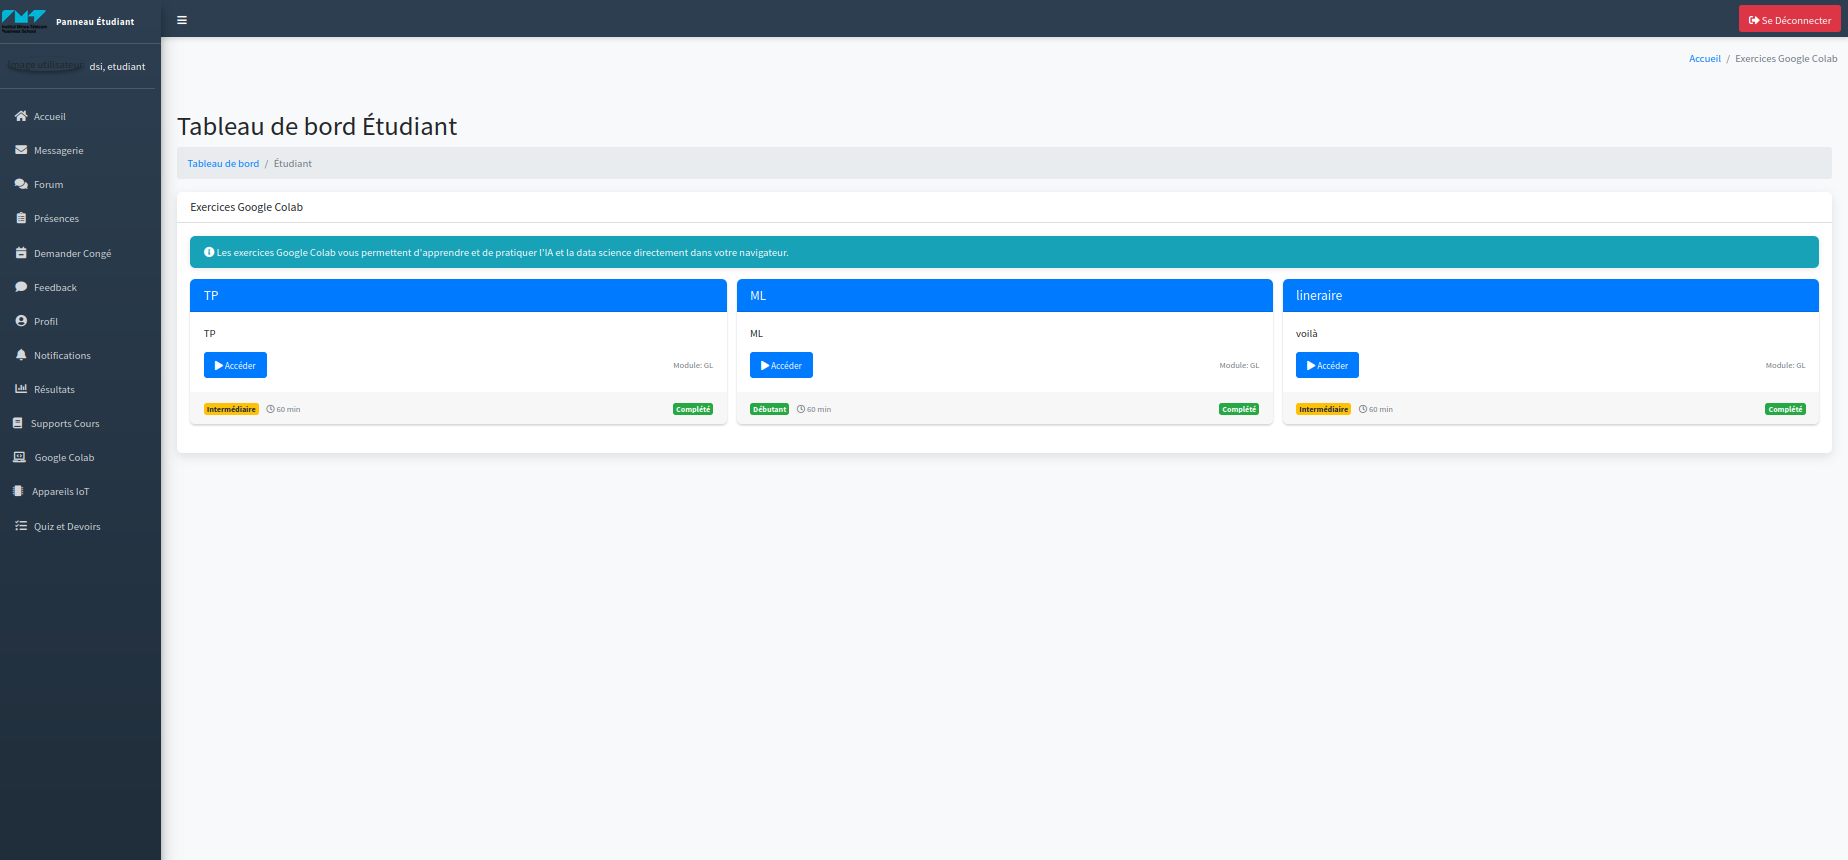 Panneau Étudiant
Se Déconnecter
Image utilisateur
dsi, etudiant
Accueil / Exercices Google Colab
Accueil
Messagerie
Forum
Présences
Demander Congé
Feedback
Profil
Notifications
Résultats
Supports Cours
Google Colab
Appareils IoT
Quiz et Devoirs
Tableau de bord Étudiant
Tableau de bord / Étudiant
Exercices Google Colab
Les exercices Google Colab vous permettent d'apprendre et de pratiquer l'IA et la data science directement dans votre navigateur.
TP
TP
Accéder
Module: GL
Intermédiaire 60 min
Complété
ML
ML
Accéder
Module: GL
Débutant 60 min
Complété
lineraire
voilà
Accéder
Module: GL
Intermédiaire 60 min
Complété